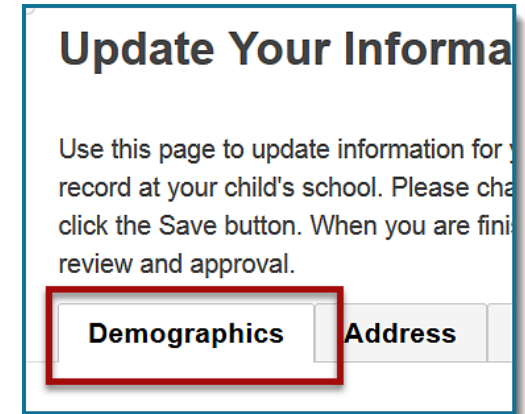 Update Your Informa
Use this page to update information for
record at your child's school. Please cha
click the Save button. When you are fini
review and approval.
Demographics Address